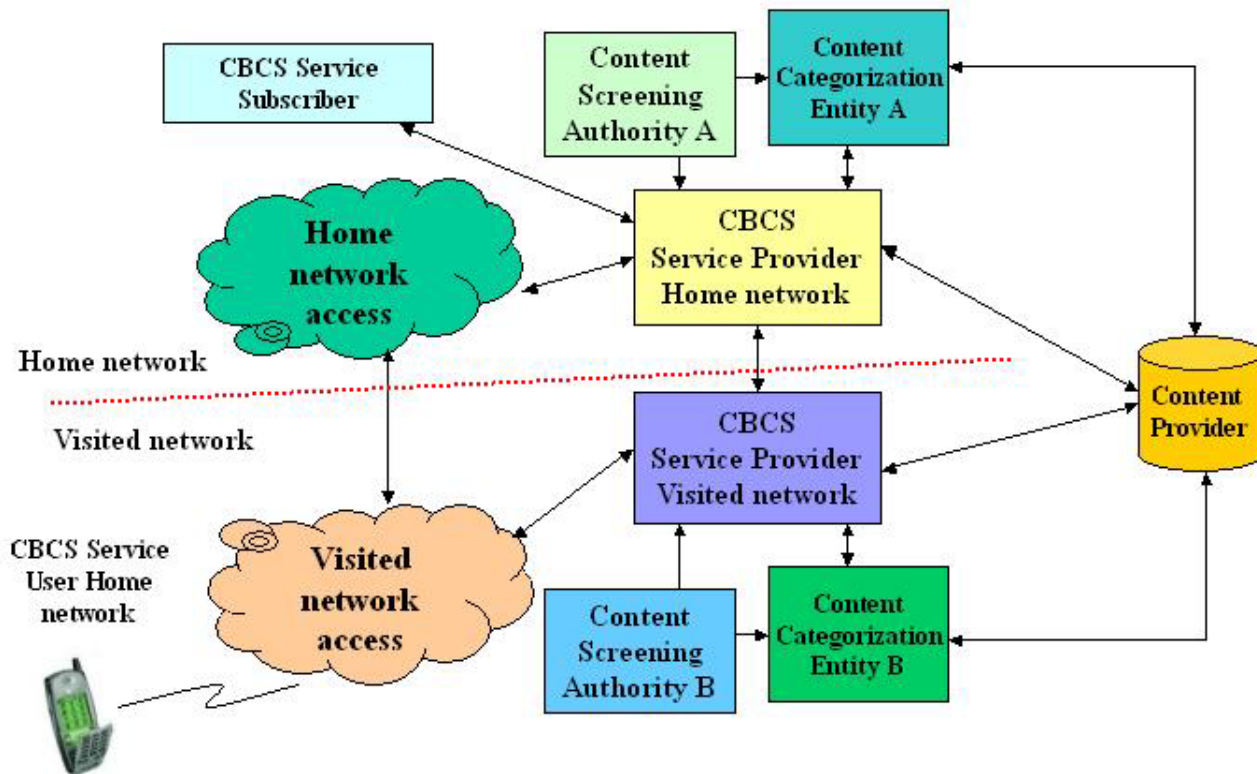 CBCS Service
Subscriber
Content
Screening
Authority A
Content
Categorization
Entity A
Home
network
access
CBCS
Service Provider
Home network
Home network
Visited network
Content
Provider
CBCS
Service Provider
Visited network
CBCS Service
User Home
network
Visited
network
access
Content
Screening
Authority B
Content
Categorization
Entity B